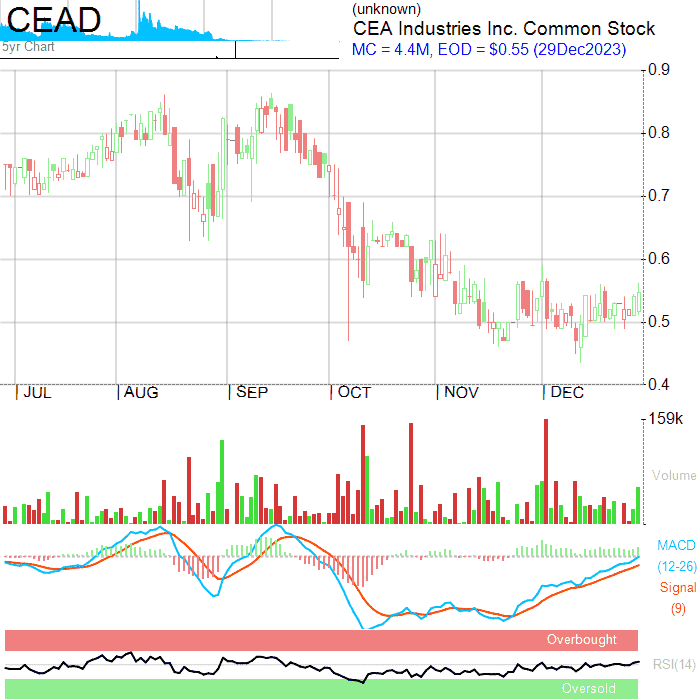 CEAD
5yr Chart
(unknown)
CEA Industries Inc. Common Stock
MC = 4.4M, EOD = $0.55 (29Dec2023)
0.9
0.8
0.7
0.6
0.5
0.4
JUL AUG SEP OCT NOV DEC
159k
Volume
MACD
(12-26)
Signal
(9)
Overbought
RSI(14)
Oversold